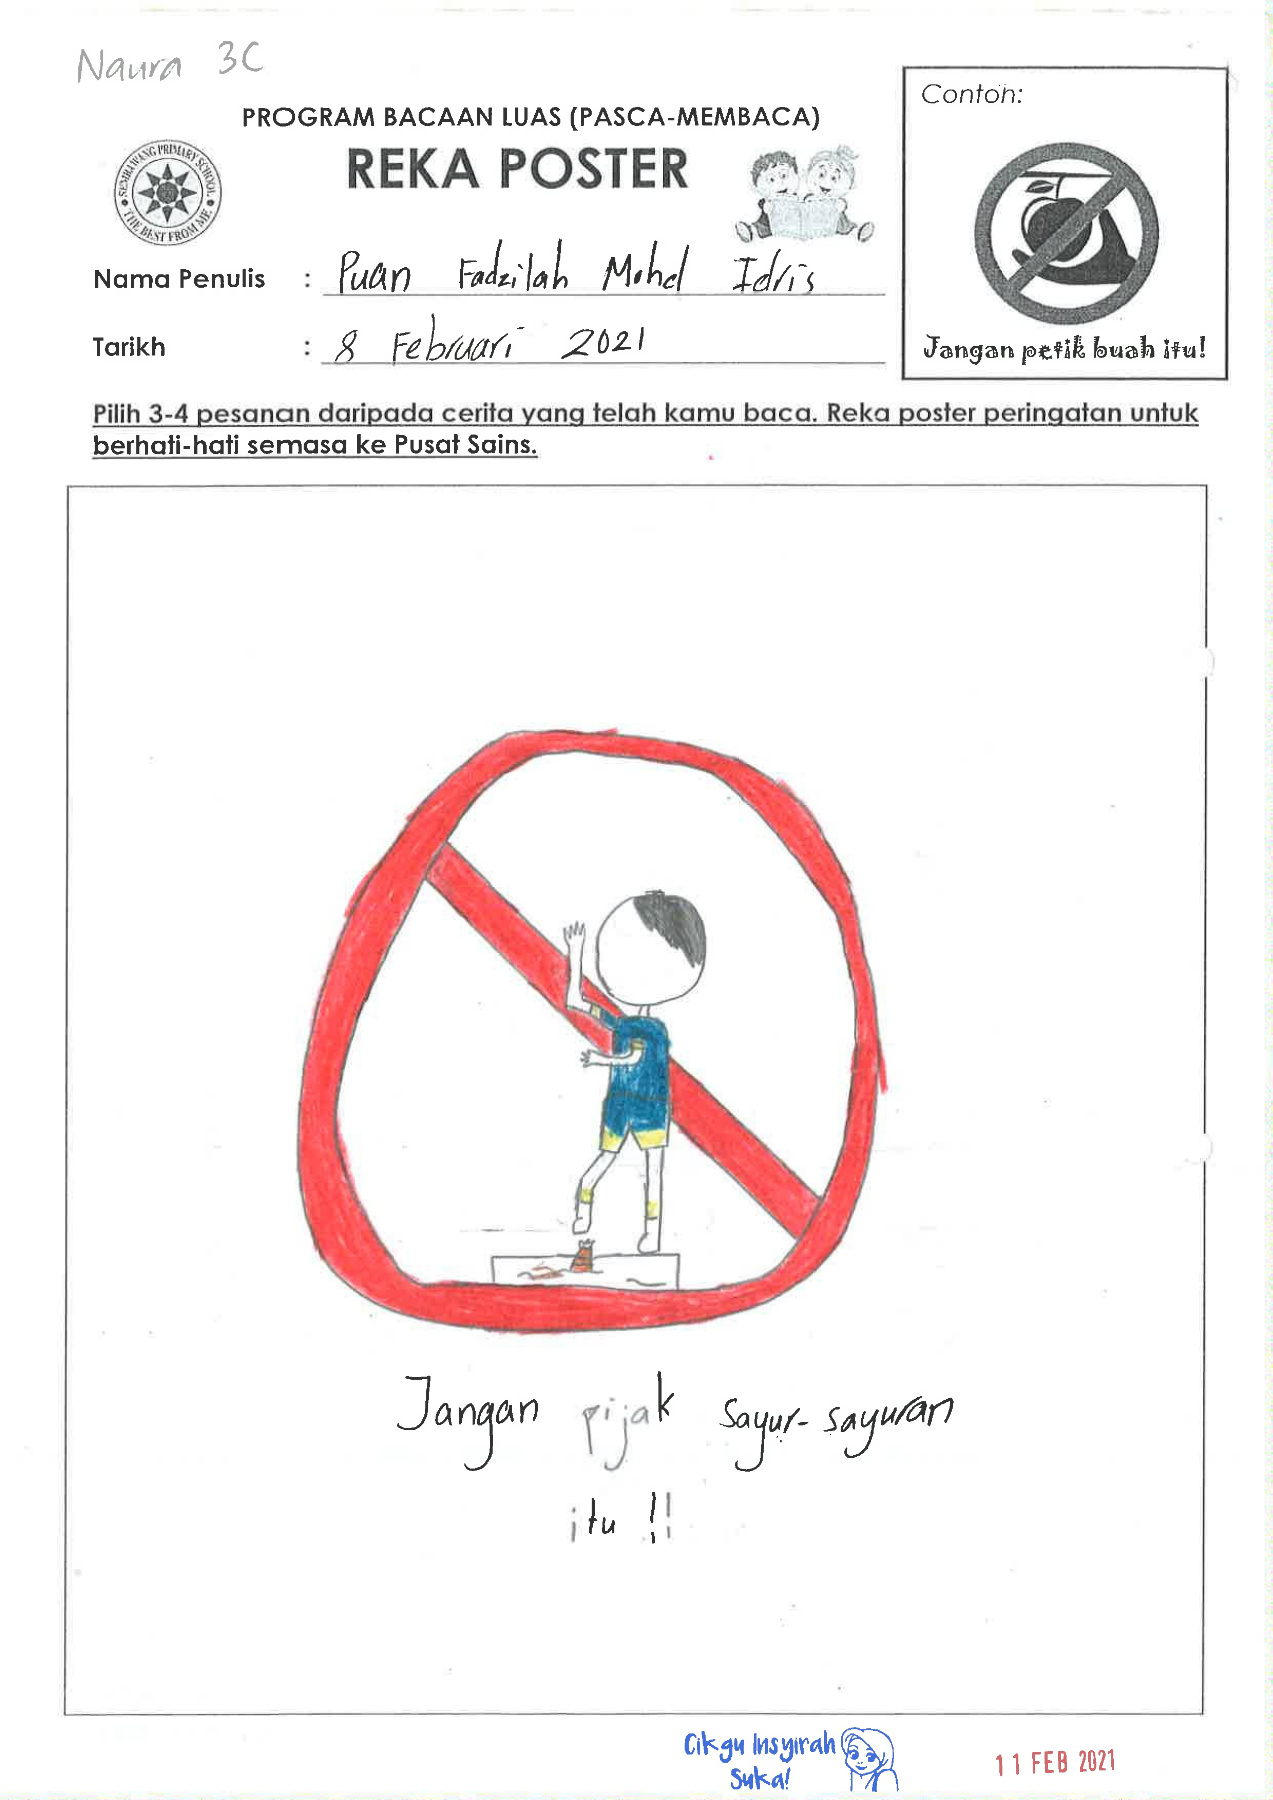 Naura 3C
Contoh:
PROGRAM BACAAN LUAS (PASCA-MEMBACA)
REKA POSTER
SEMBAWANG PRIMARY SCHOOL
THE BEST FROM ME
Nama Penulis : Puan Fadzilah Mohd Idris
Tarikh : 8 Februari 2021
Jangan petik buah itu!
Pilih 3-4 pesanan daripada cerita yang telah kamu baca. Reka poster peringatan untuk
berhati-hati semasa ke Pusat Sains.
Jangan pijak sayur-sayuran
itu !!
Cikgu Insyirah
Suka!
11 FEB 2021